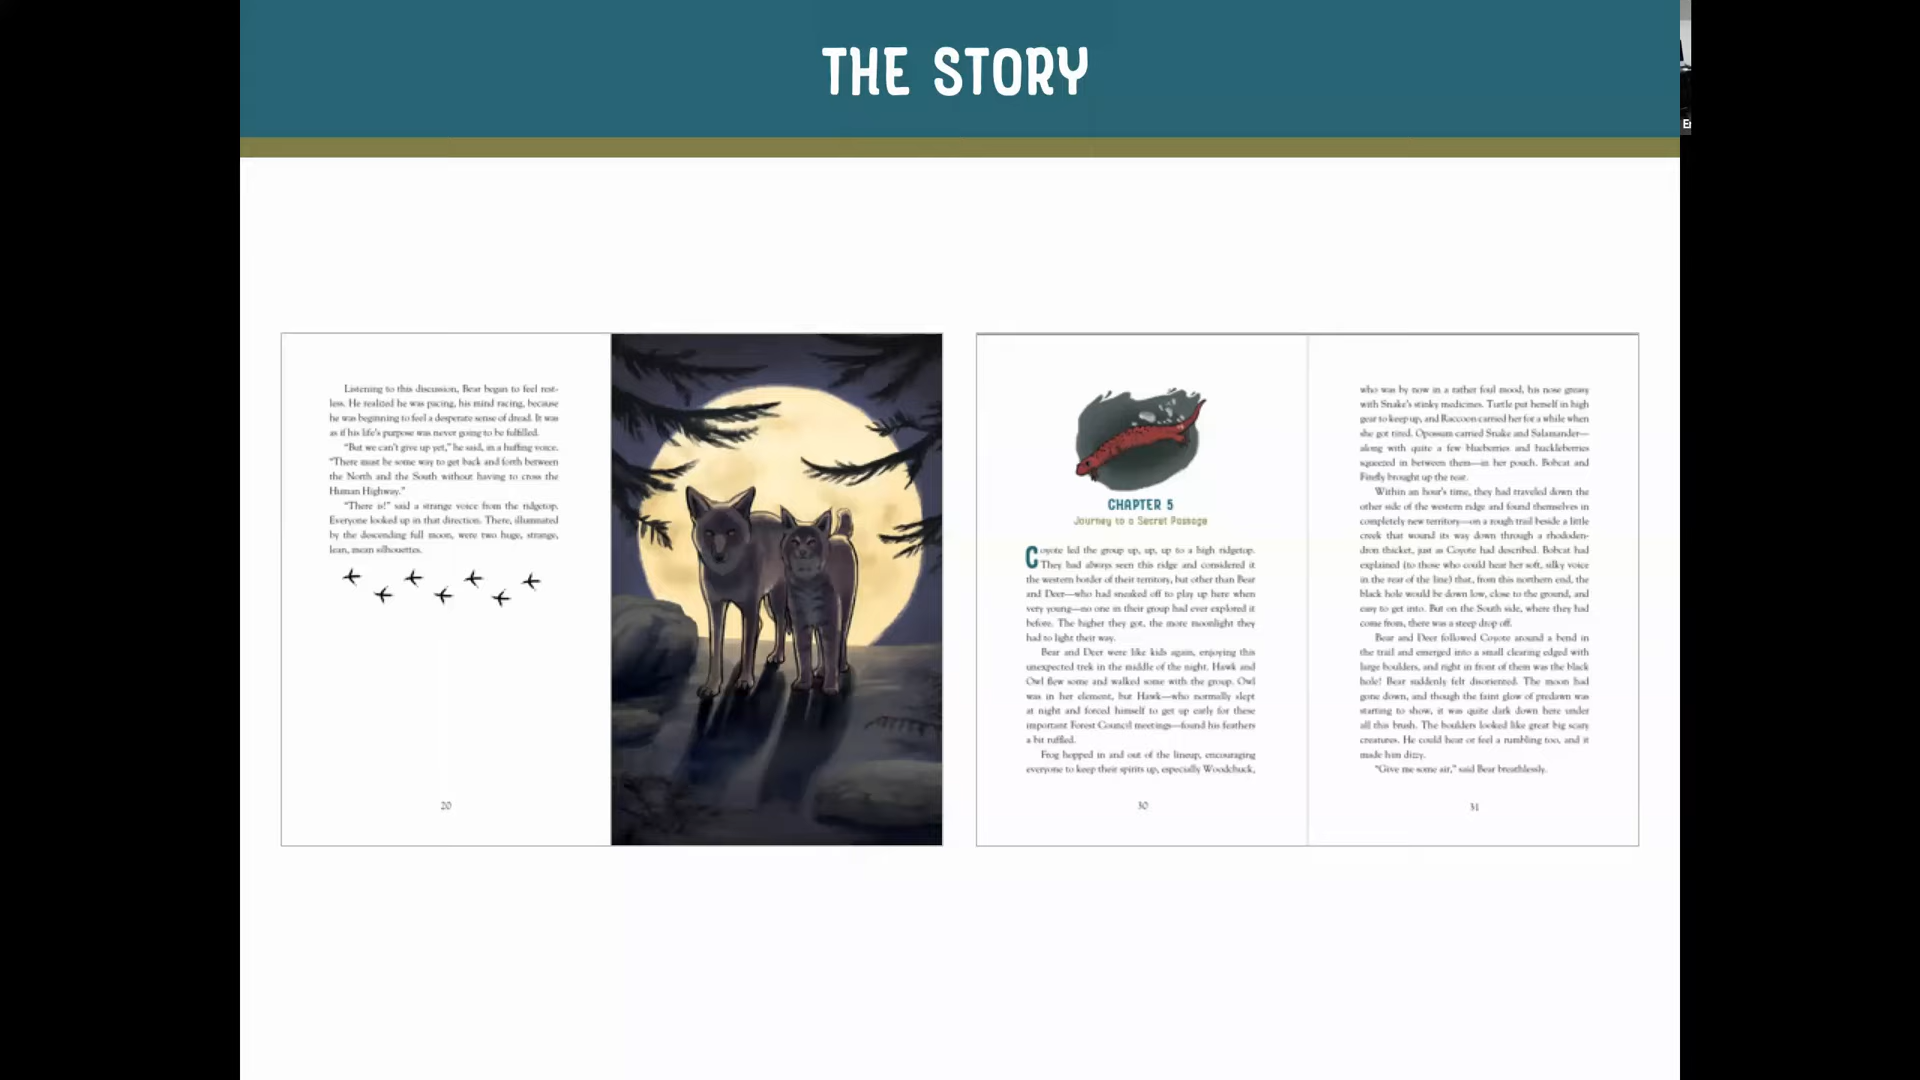 THE STORY
Listening to this discussion, Bear began to feel rest-
less. He realized he was pacing, his mind racing, because
he was beginning to feel a desperate sense of dread. It was
as if his life's purpose was never going to be fulfilled.
"But we can't give up yet," he said, in a huffing voice.
"There must be some way to get back and forth between
the North and the South without having to cross the
Human Highway."
"There is!" said a strange voice from the ridgetop.
Everyone looked up in that direction. There, illuminated
by the descending full moon, were two huge, strange,
lean, mean silhouettes.
20
CHAPTER 5
Journey to a Secret Passage
Coyote led the group up, up, up to a high ridgetop.
They had always seen this ridge and considered it
the western border of their territory, but other than Bear
and Deer—who had sneaked off to play up here when
very young—no one in their group had ever explored it
before. The higher they got, the more moonlight they
had to light their way.
Bear and Deer were like kids again, enjoying this
unexpected trek in the middle of the night. Hawk and
Owl flew some and walked some with the group. Owl
was in her element, but Hawk—who normally slept
at night and forced himself to get up early for these
important Forest Council meetings—found his feathers
a bit ruffled.
Frog hopped in and out of the lineup, encouraging
everyone to keep their spirits up, especially Woodchuck,
30
who was by now in a rather foul mood, his nose greasy
with Snake's stinky medicines. Turtle put herself in high
gear to keep up, and Raccoon carried her for a while when
she got tired. Opossum carried Snake and Salamander—
along with quite a few blueberries and huckleberries
squeezed in between them—in her pouch. Bobcat and
Firefly brought up the rear.
Within an hour's time, they had traveled down the
other side of the western ridge and found themselves in
completely new territory—on a rough trail beside a little
creek that wound its way down through a rhododen-
dron thicket, just as Coyote had described. Bobcat had
explained (to those who could hear her soft, silky voice
in the rear of the line) that, from this northern end, the
black hole would be down low, close to the ground, and
easy to get into. But on the South side, where they had
come from, there was a steep drop off.
Bear and Deer followed Coyote around a bend in
the trail and emerged into a small clearing edged with
large boulders, and right in front of them was the black
hole! Bear suddenly felt disoriented. The moon had
gone down, and though the faint glow of predawn was
starting to show, it was quite dark down here under
all this brush. The boulders looked like great big scary
creatures. He could hear or feel a rumbling too, and it
made him dizzy.
"Give me some air," said Bear breathlessly.
31